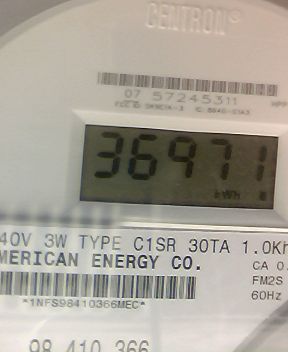 CENTRON®
07 57245311
36971
kWh
40V 3W TYPE C1SR 30TA 1.0Kh
MERICAN ENERGY CO.
CA 0.
FM2S
60Hz
*1NFS98410366MEC*
98 410 366